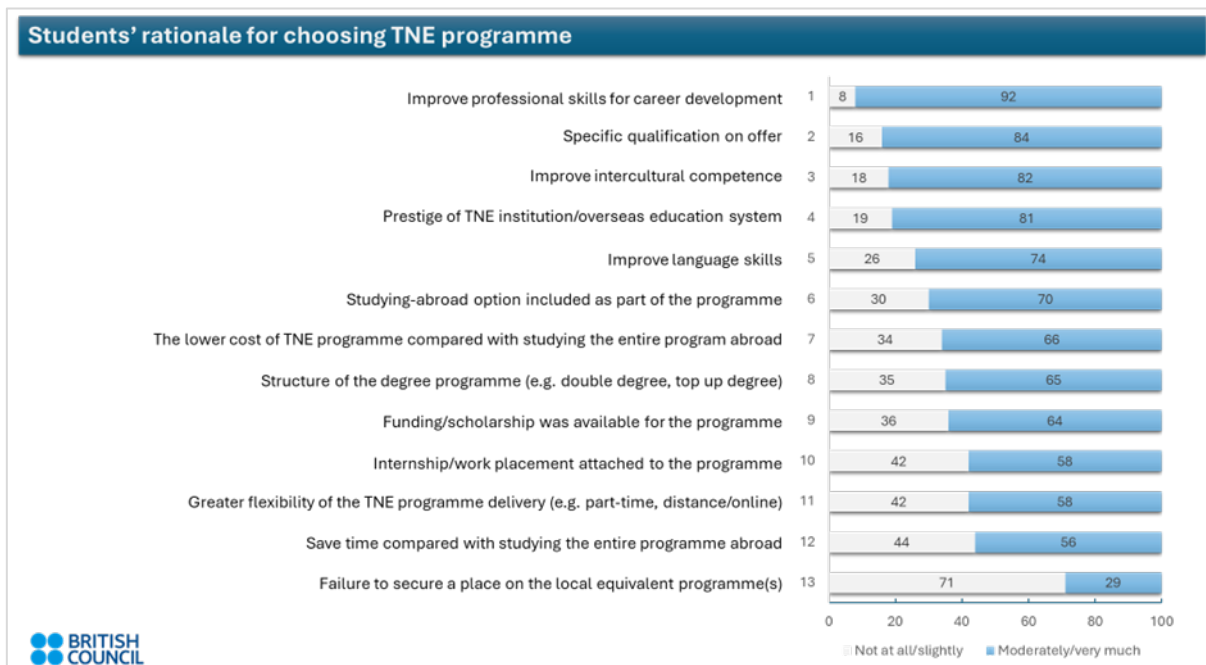 Students' rationale for choosing TNE programme
Improve professional skills for career development 1 8 92
Specific qualification on offer 2 16 84
Improve intercultural competence 3 18 82
Prestige of TNE institution/overseas education system 4 19 81
Improve language skills 5 26 74
Studying-abroad option included as part of the programme 6 30 70
The lower cost of TNE programme compared with studying the entire program abroad 7 34 66
Structure of the degree programme (e.g. double degree, top up degree) 8 35 65
Funding/scholarship was available for the programme 9 36 64
Internship/work placement attached to the programme 10 42 58
Greater flexibility of the TNE programme delivery (e.g. part-time, distance/online) 11 42 58
Save time compared with studying the entire programme abroad 12 44 56
Failure to secure a place on the local equivalent programme(s) 13 71 29
0 20 40 60 80 100
Not at all/slightly Moderately/very much
BRITISH
COUNCIL